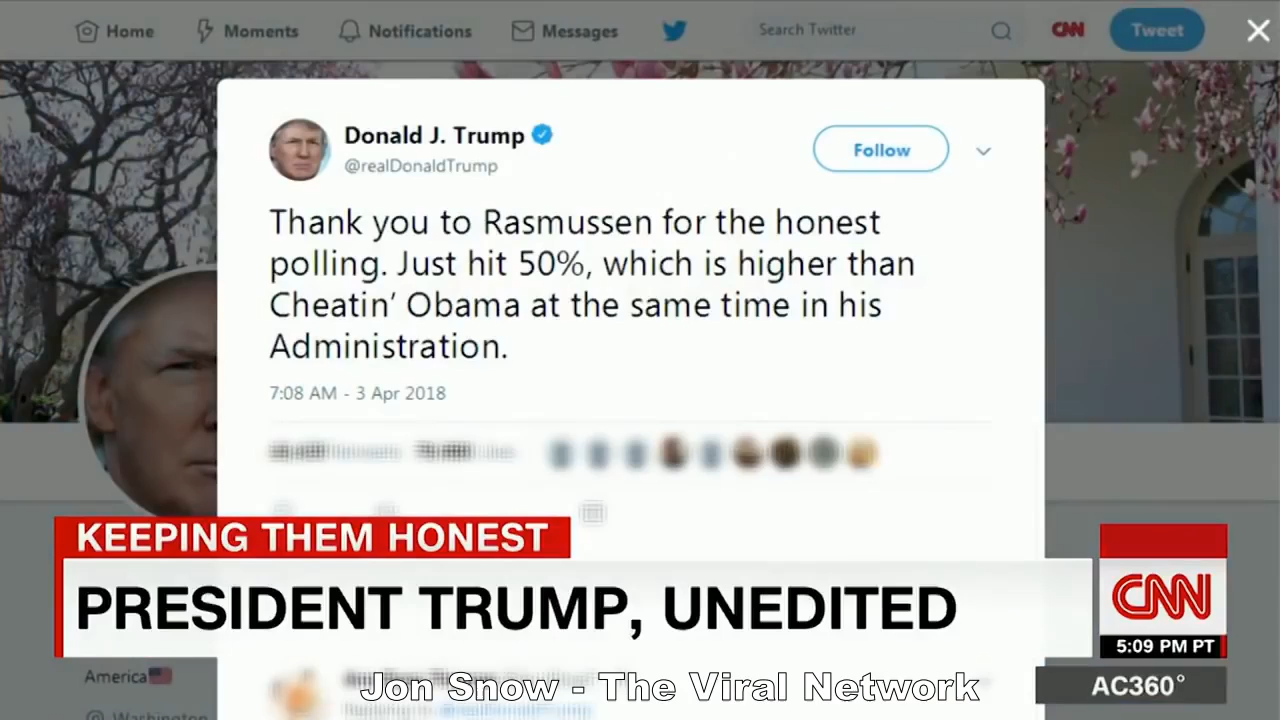 Home Moments Notifications Messages Search Twitter CNN Tweet
Donald J. Trump
@realDonaldTrump
Follow
Thank you to Rasmussen for the honest
polling. Just hit 50%, which is higher than
Cheatin’ Obama at the same time in his
Administration.
7:08 AM - 3 Apr 2018
KEEPING THEM HONEST
PRESIDENT TRUMP, UNEDITED
CNN
5:09 PM PT
AC360°
America
Washington
Jon Snow - The Viral Network